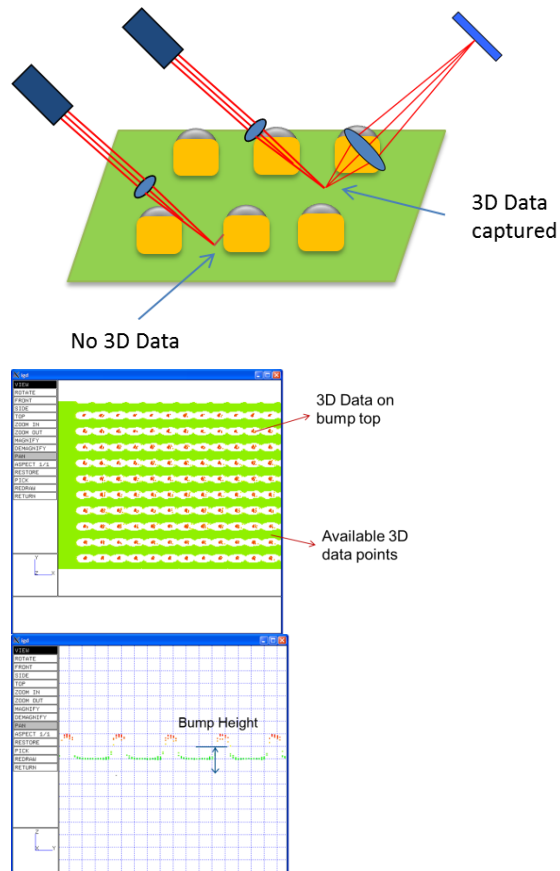 3D Data
captured
No 3D Data
igd
VIEW
ROTATE
FRONT
SIDE
TOP
ZOOM IN
ZOOM OUT
MAGNIFY
DEMAGNIFY
PAN
ASPECT 1/1
RESTORE
PICK
REDRAW
RETURN
Y
Z
X
3D Data on
bump top
Available 3D
data points
igd
VIEW
ROTATE
FRONT
SIDE
TOP
ZOOM IN
ZOOM OUT
MAGNIFY
DEMAGNIFY
PAN
ASPECT 1/1
RESTORE
PICK
REDRAW
RETURN
Bump Height
Z
Y
X